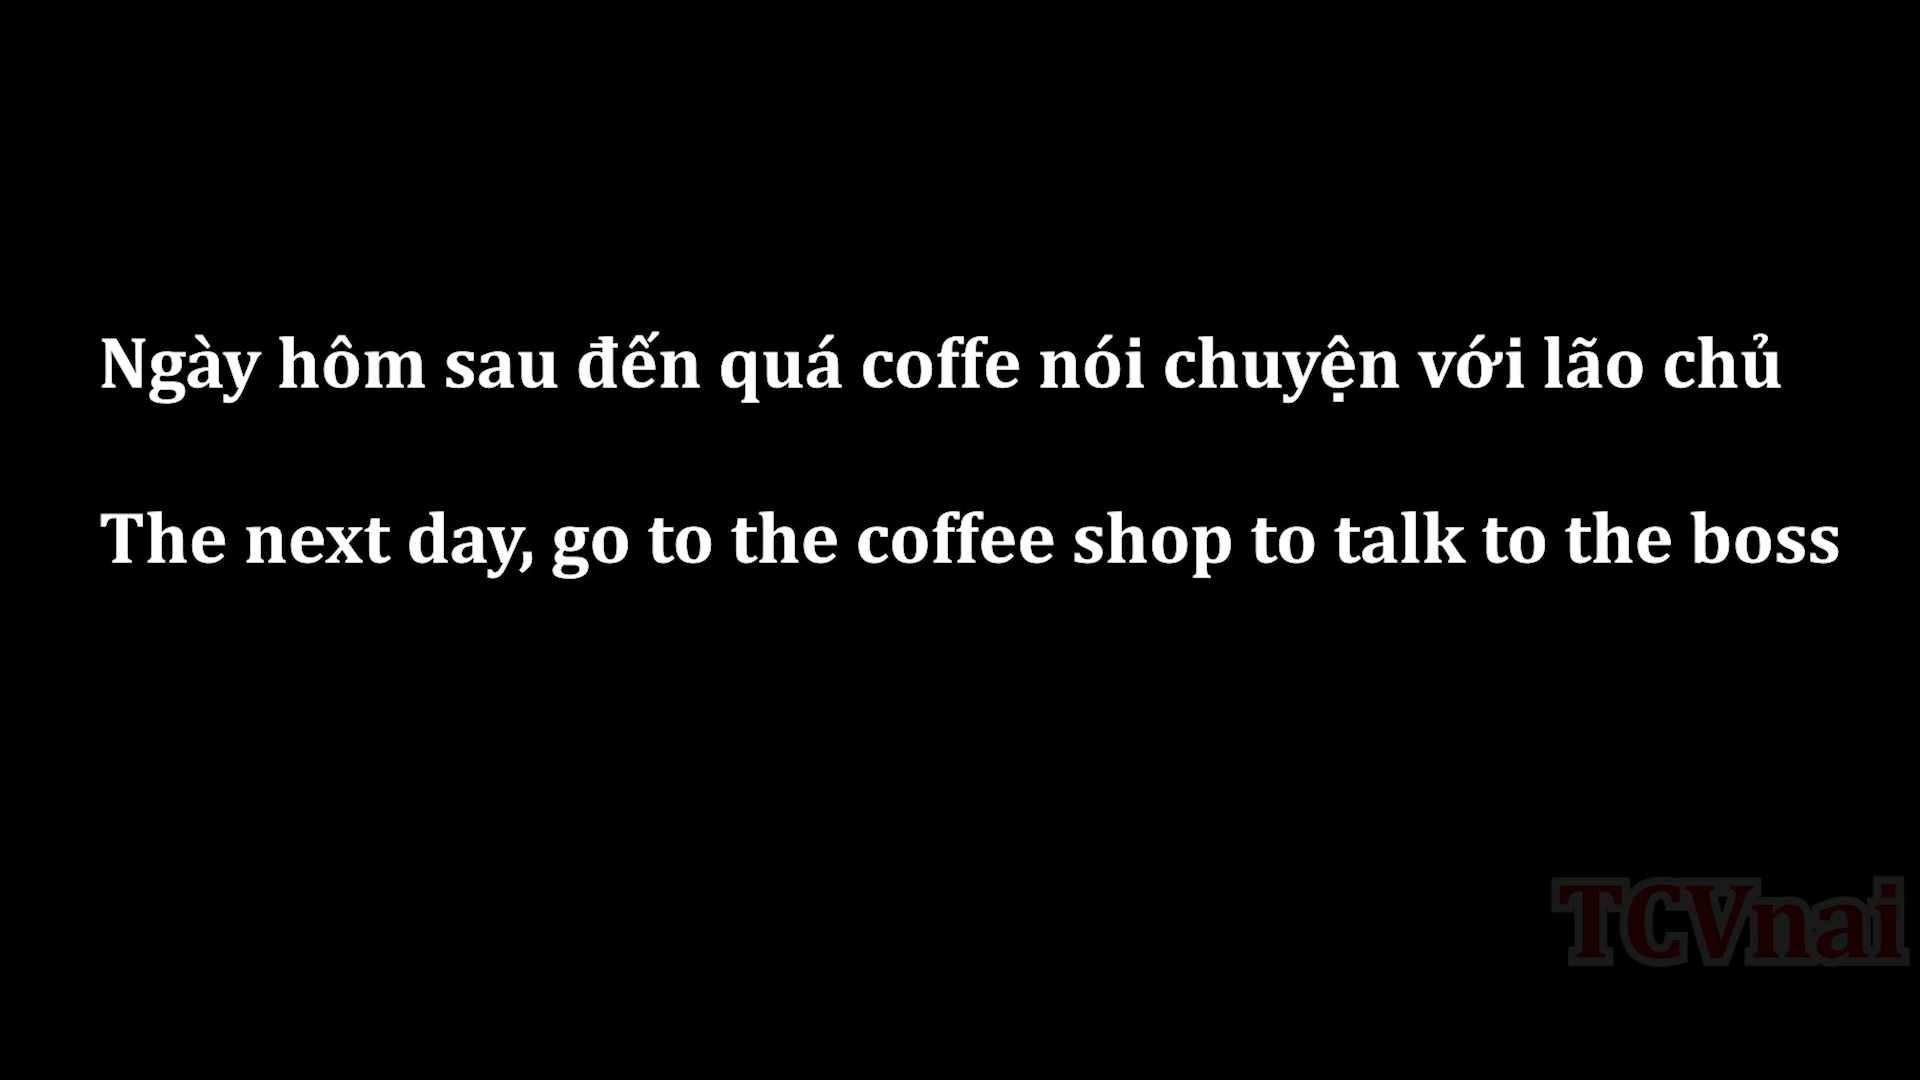 Ngày hôm sau đến quá coffe nói chuyện với lão chủ
The next day, go to the coffee shop to talk to the boss
TCVnai